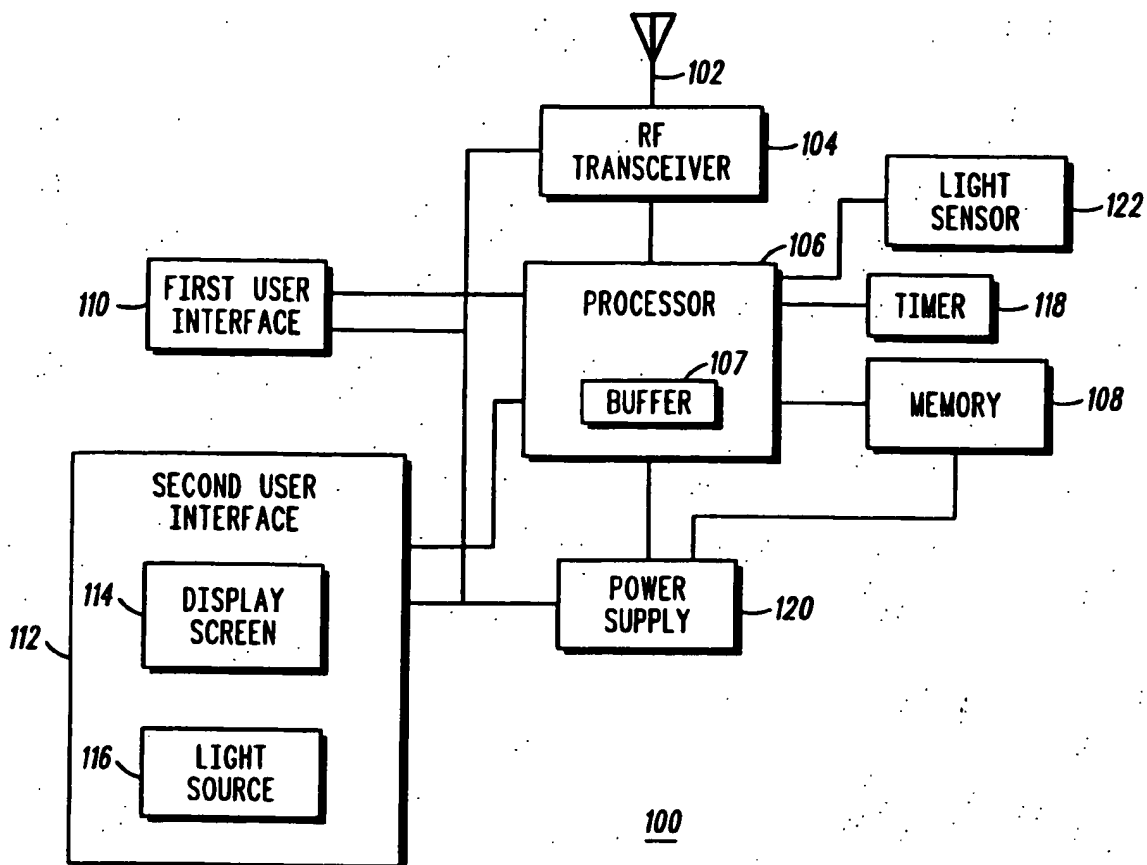 102
RF
TRANSCEIVER
104
LIGHT
SENSOR
122
106
FIRST USER
INTERFACE
110
PROCESSOR
TIMER
118
107
BUFFER
MEMORY
108
SECOND USER
INTERFACE
114
DISPLAY
SCREEN
112
POWER
SUPPLY
120
116
LIGHT
SOURCE
100